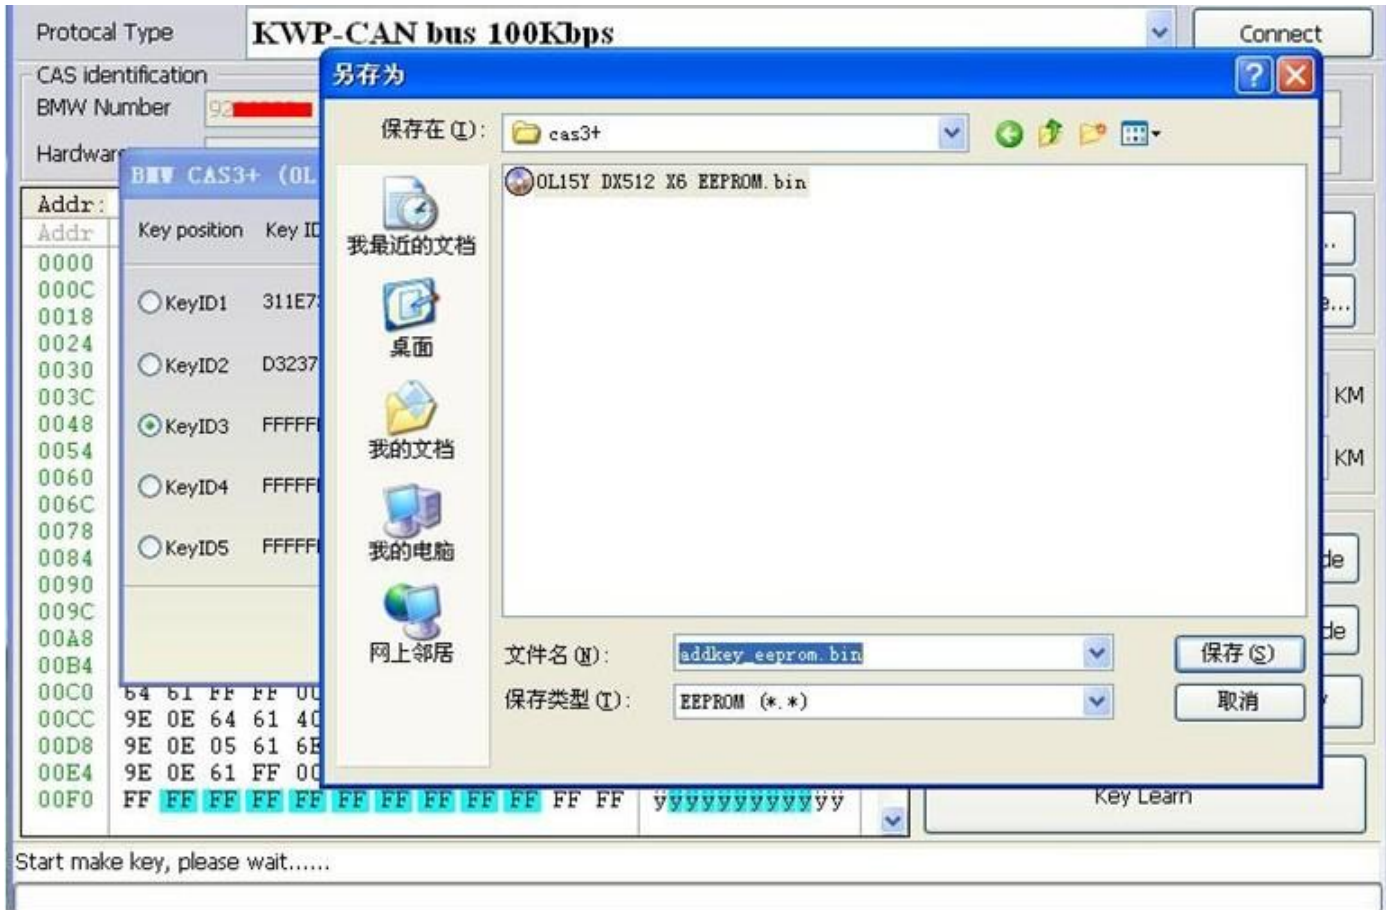 Protocal Type KWP-CAN bus 100Kbps Connect
CAS identification
BMW Number 92
另存为
保存在(I): cas3+
0L15Y DX512 X6 EEPROM.bin
我最近的文档
桌面
我的文档
我的电脑
网上邻居
文件名(N): addkey_eeprom.bin 保存(S)
保存类型(T): EEPROM (*.*) 取消
BMW CAS3+ (0L
Key position Key ID
KeyID1 311E7
KeyID2 D3237
KeyID3 FFFFF
KeyID4 FFFFF
KeyID5 FFFFF
KM
KM
Addr:
Addr
0000
000C
0018
0024
0030
003C
0048
0054
0060
006C
0078
0084
0090
009C
00A8
00B4
00C0 64 61 FF FF
00CC 9E 0E 64 61
00D8 9E 0E 05 61
00E4 9E 0E 61 FF
00F0 FF FF FF FF FF FF FF FF FF FF FF FF ÿÿÿÿÿÿÿÿÿÿÿÿ
Key Learn
Start make key, please wait......